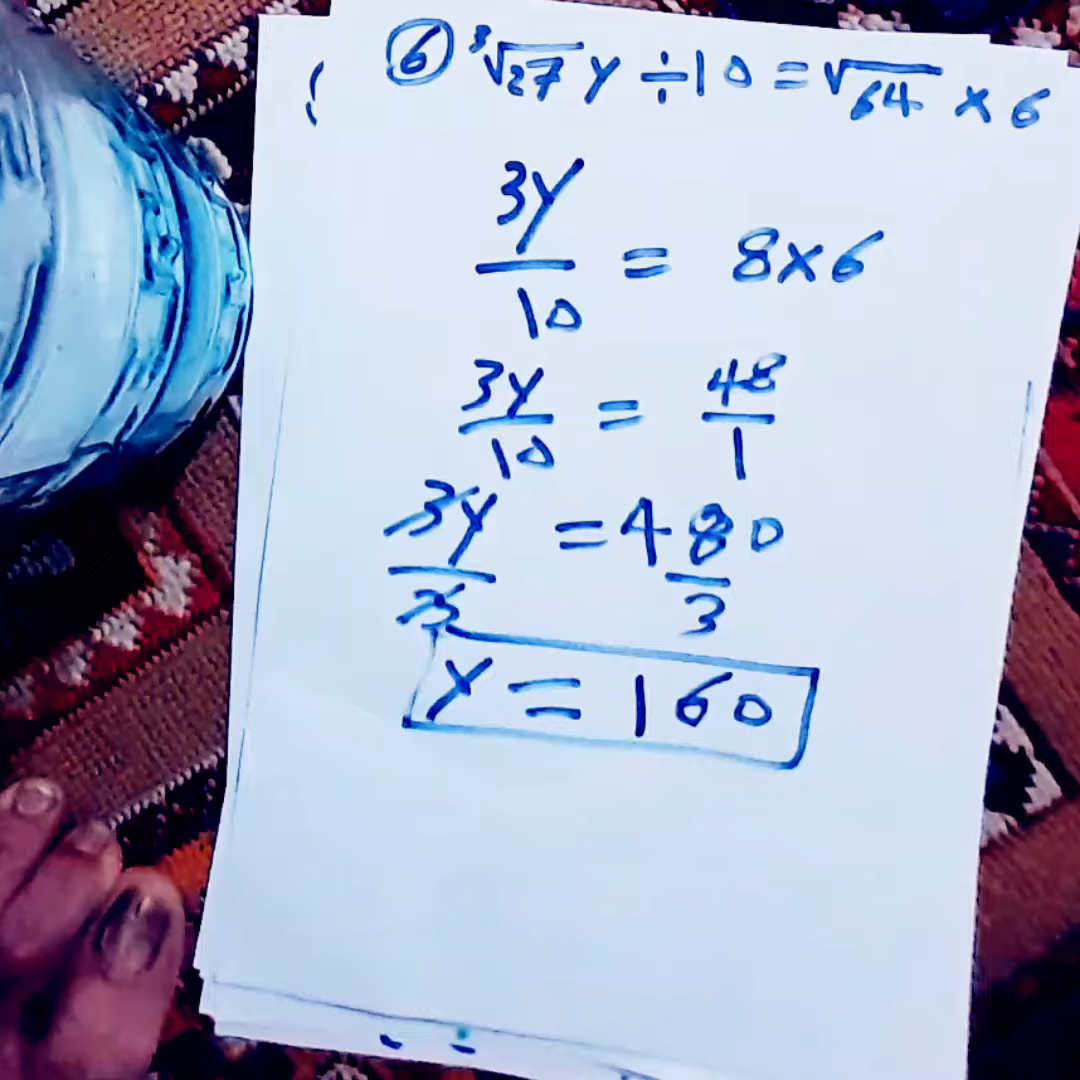 ⑥ ³√27 y ÷ 10 = √64 × 6
3y/10 = 8×6
3y/10 = 48/1
3y/3 = 480/3
y = 160